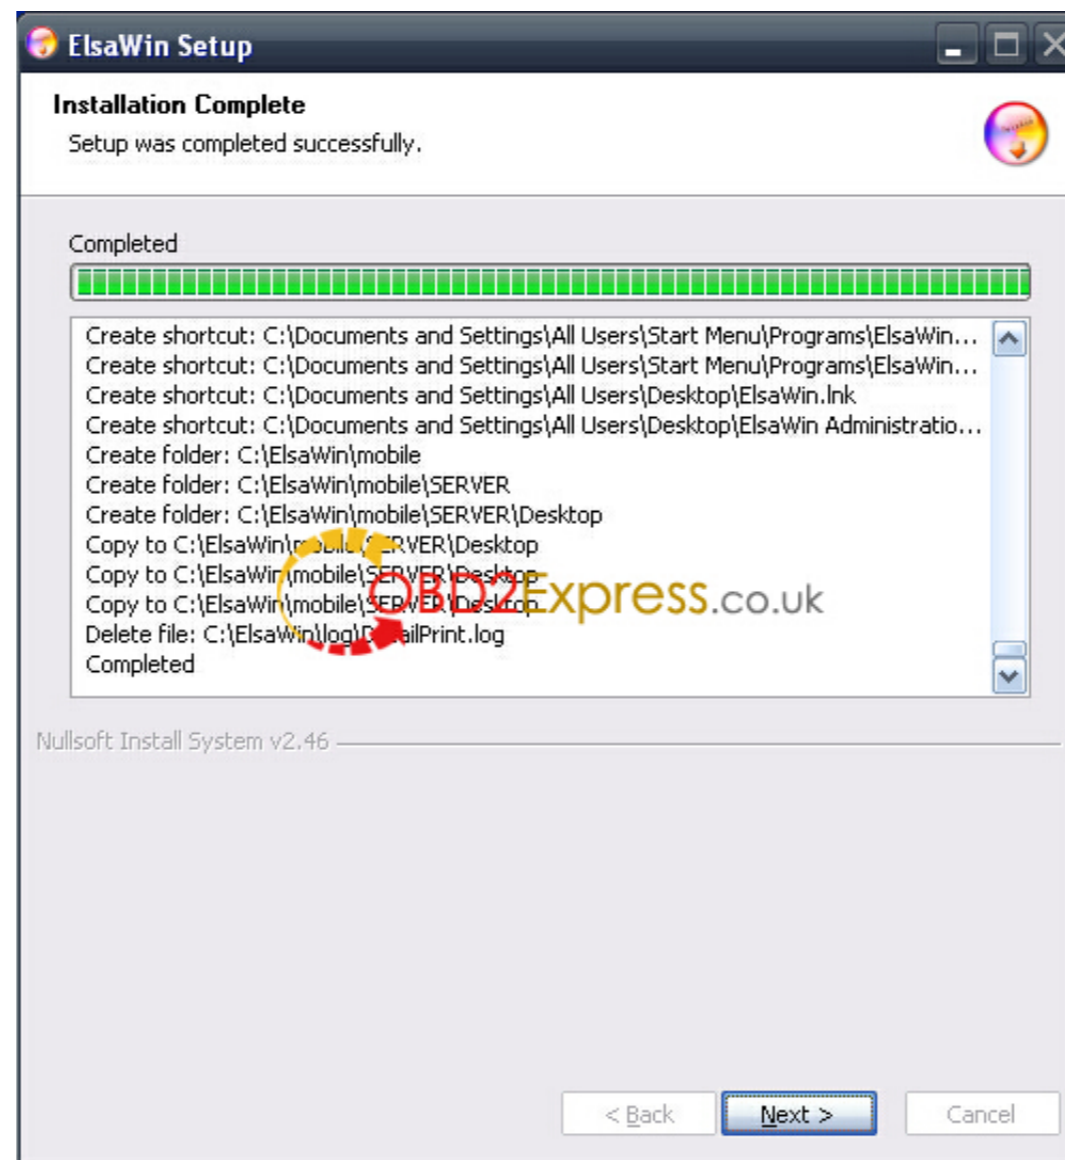 ElsaWin Setup
Installation Complete
Setup was completed successfully.
Completed
Create shortcut: C:\Documents and Settings\All Users\Start Menu\Programs\ElsaWin...
Create shortcut: C:\Documents and Settings\All Users\Start Menu\Programs\ElsaWin...
Create shortcut: C:\Documents and Settings\All Users\Desktop\ElsaWin.lnk
Create shortcut: C:\Documents and Settings\All Users\Desktop\ElsaWin Administratio...
Create folder: C:\ElsaWin\mobile
Create folder: C:\ElsaWin\mobile\SERVER
Create folder: C:\ElsaWin\mobile\SERVER\Desktop
Copy to C:\ElsaWin\mobile\SERVER\Desktop
Copy to C:\ElsaWin\mobile\SERVER\Desktop
Copy to C:\ElsaWin\mobile\SERVER\Desktop
OBD2Express.co.uk
Delete file: C:\ElsaWin\log\DetailPrint.log
Completed
Nullsoft Install System v2.46
< Back Next > Cancel